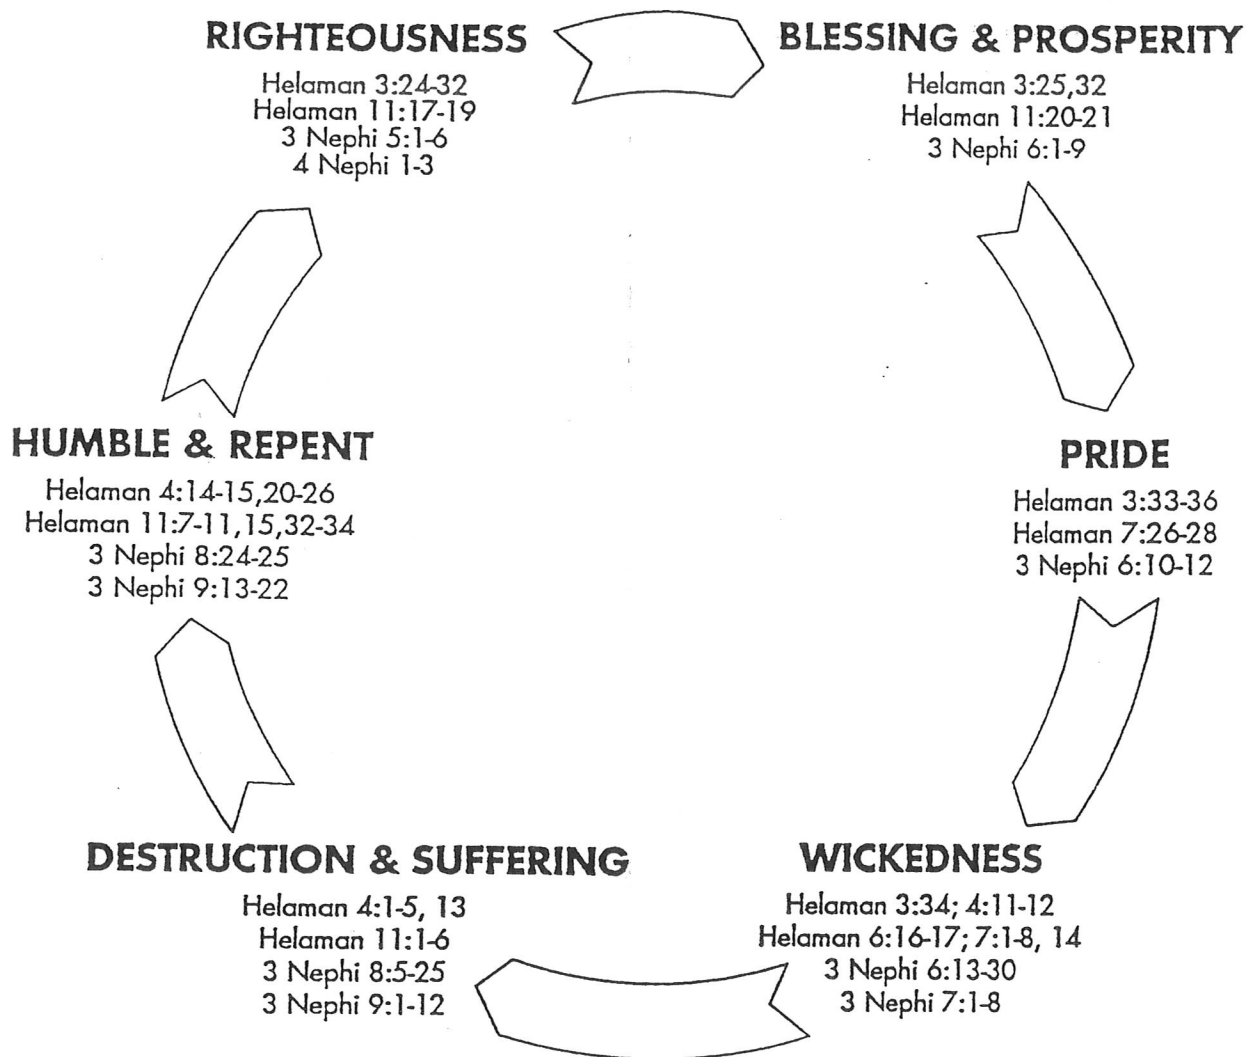 RIGHTEOUSNESS
Helaman 3:24-32
Helaman 11:17-19
3 Nephi 5:1-6
4 Nephi 1-3
BLESSING & PROSPERITY
Helaman 3:25,32
Helaman 11:20-21
3 Nephi 6:1-9
PRIDE
Helaman 3:33-36
Helaman 7:26-28
3 Nephi 6:10-12
WICKEDNESS
Helaman 3:34; 4:11-12
Helaman 6:16-17; 7:1-8, 14
3 Nephi 6:13-30
3 Nephi 7:1-8
DESTRUCTION & SUFFERING
Helaman 4:1-5, 13
Helaman 11:1-6
3 Nephi 8:5-25
3 Nephi 9:1-12
HUMBLE & REPENT
Helaman 4:14-15,20-26
Helaman 11:7-11,15,32-34
3 Nephi 8:24-25
3 Nephi 9:13-22